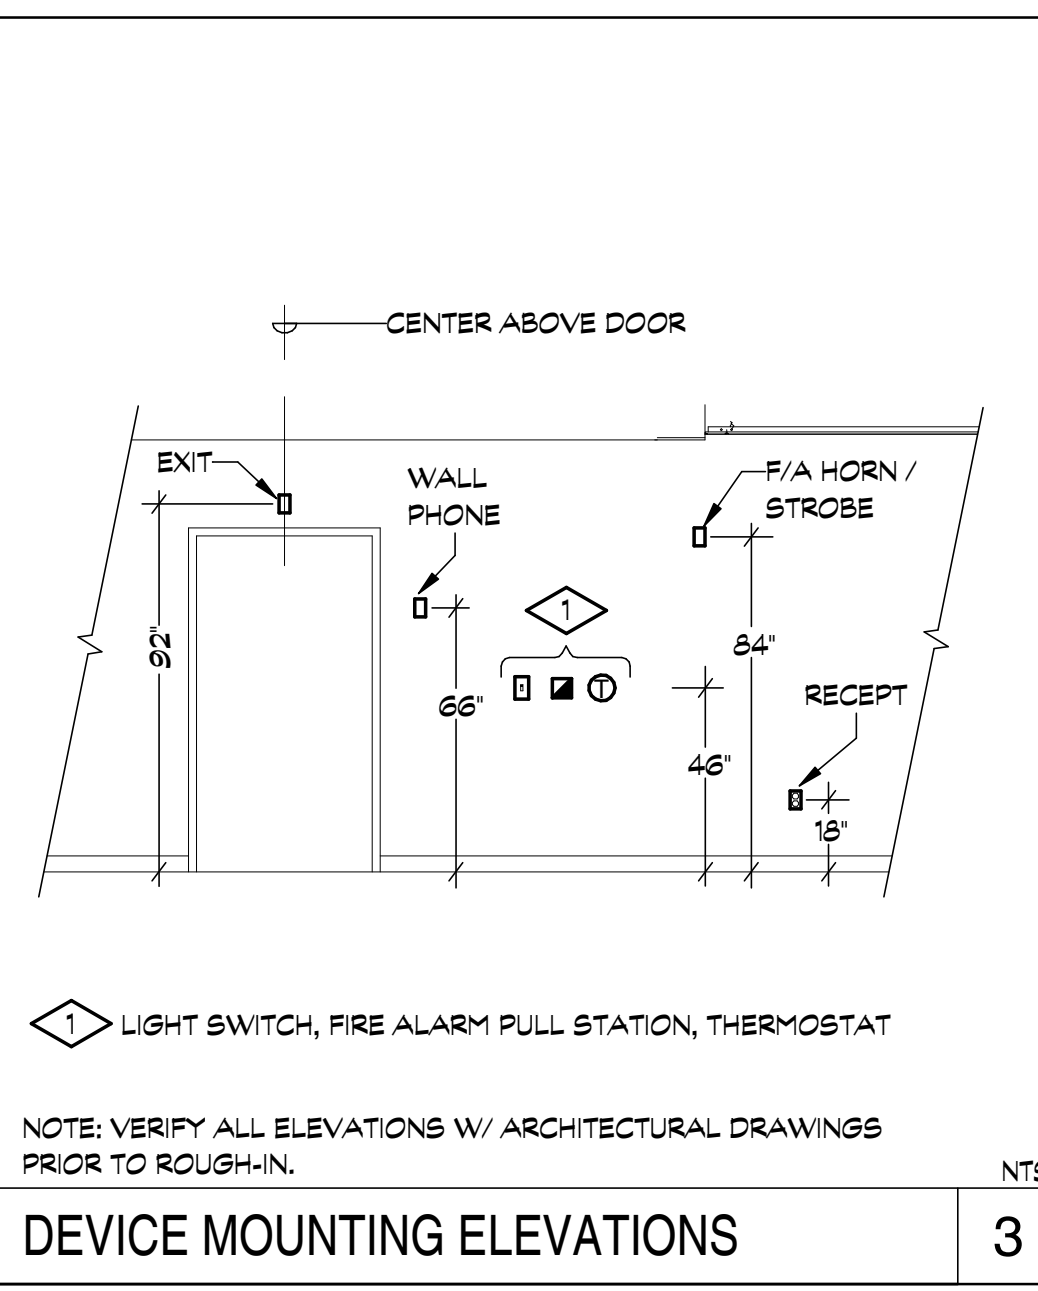 CENTER ABOVE DOOR
EXIT
WALL
PHONE
F/A HORN /
STROBE
1
92"
84"
66"
T
RECEPT
46"
18"
1 LIGHT SWITCH, FIRE ALARM PULL STATION, THERMOSTAT
NOTE: VERIFY ALL ELEVATIONS W/ ARCHITECTURAL DRAWINGS
PRIOR TO ROUGH-IN.
NTS
DEVICE MOUNTING ELEVATIONS
3